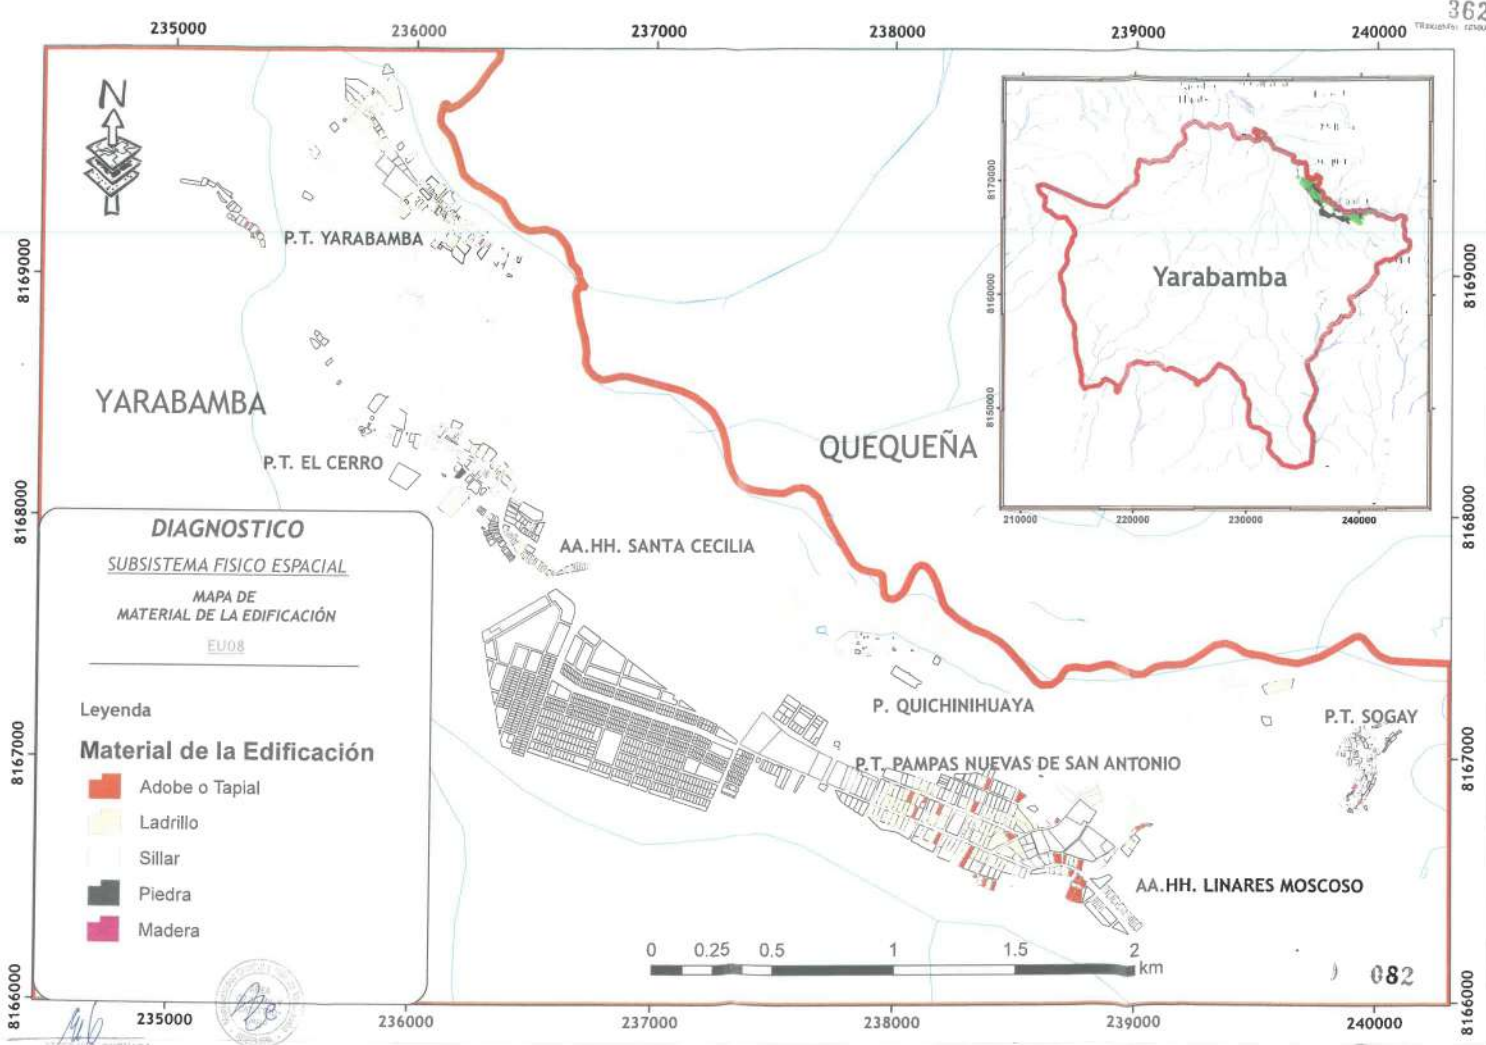 362
235000
236000
237000
238000
239000
240000
N
8170000
8160000
8150000
Yarabamba
210000
220000
230000
240000
P.T. YARABAMBA
8169000
8169000
YARABAMBA
QUEQUEÑA
P.T. EL CERRO
8168000
8168000
AA.HH. SANTA CECILIA
DIAGNOSTICO
SUBSISTEMA FISICO ESPACIAL
MAPA DE
MATERIAL DE LA EDIFICACIÓN
EU08
P. QUICHINIHUAYA
P.T. SOGAY
8167000
8167000
P.T. PAMPAS NUEVAS DE SAN ANTONIO
Leyenda
Material de la Edificación
Adobe o Tapial
Ladrillo
Sillar
Piedra
Madera
AA.HH. LINARES MOSCOSO
0 0.25 0.5 1 1.5 2
km
082
8166000
8166000
235000
236000
237000
238000
239000
240000